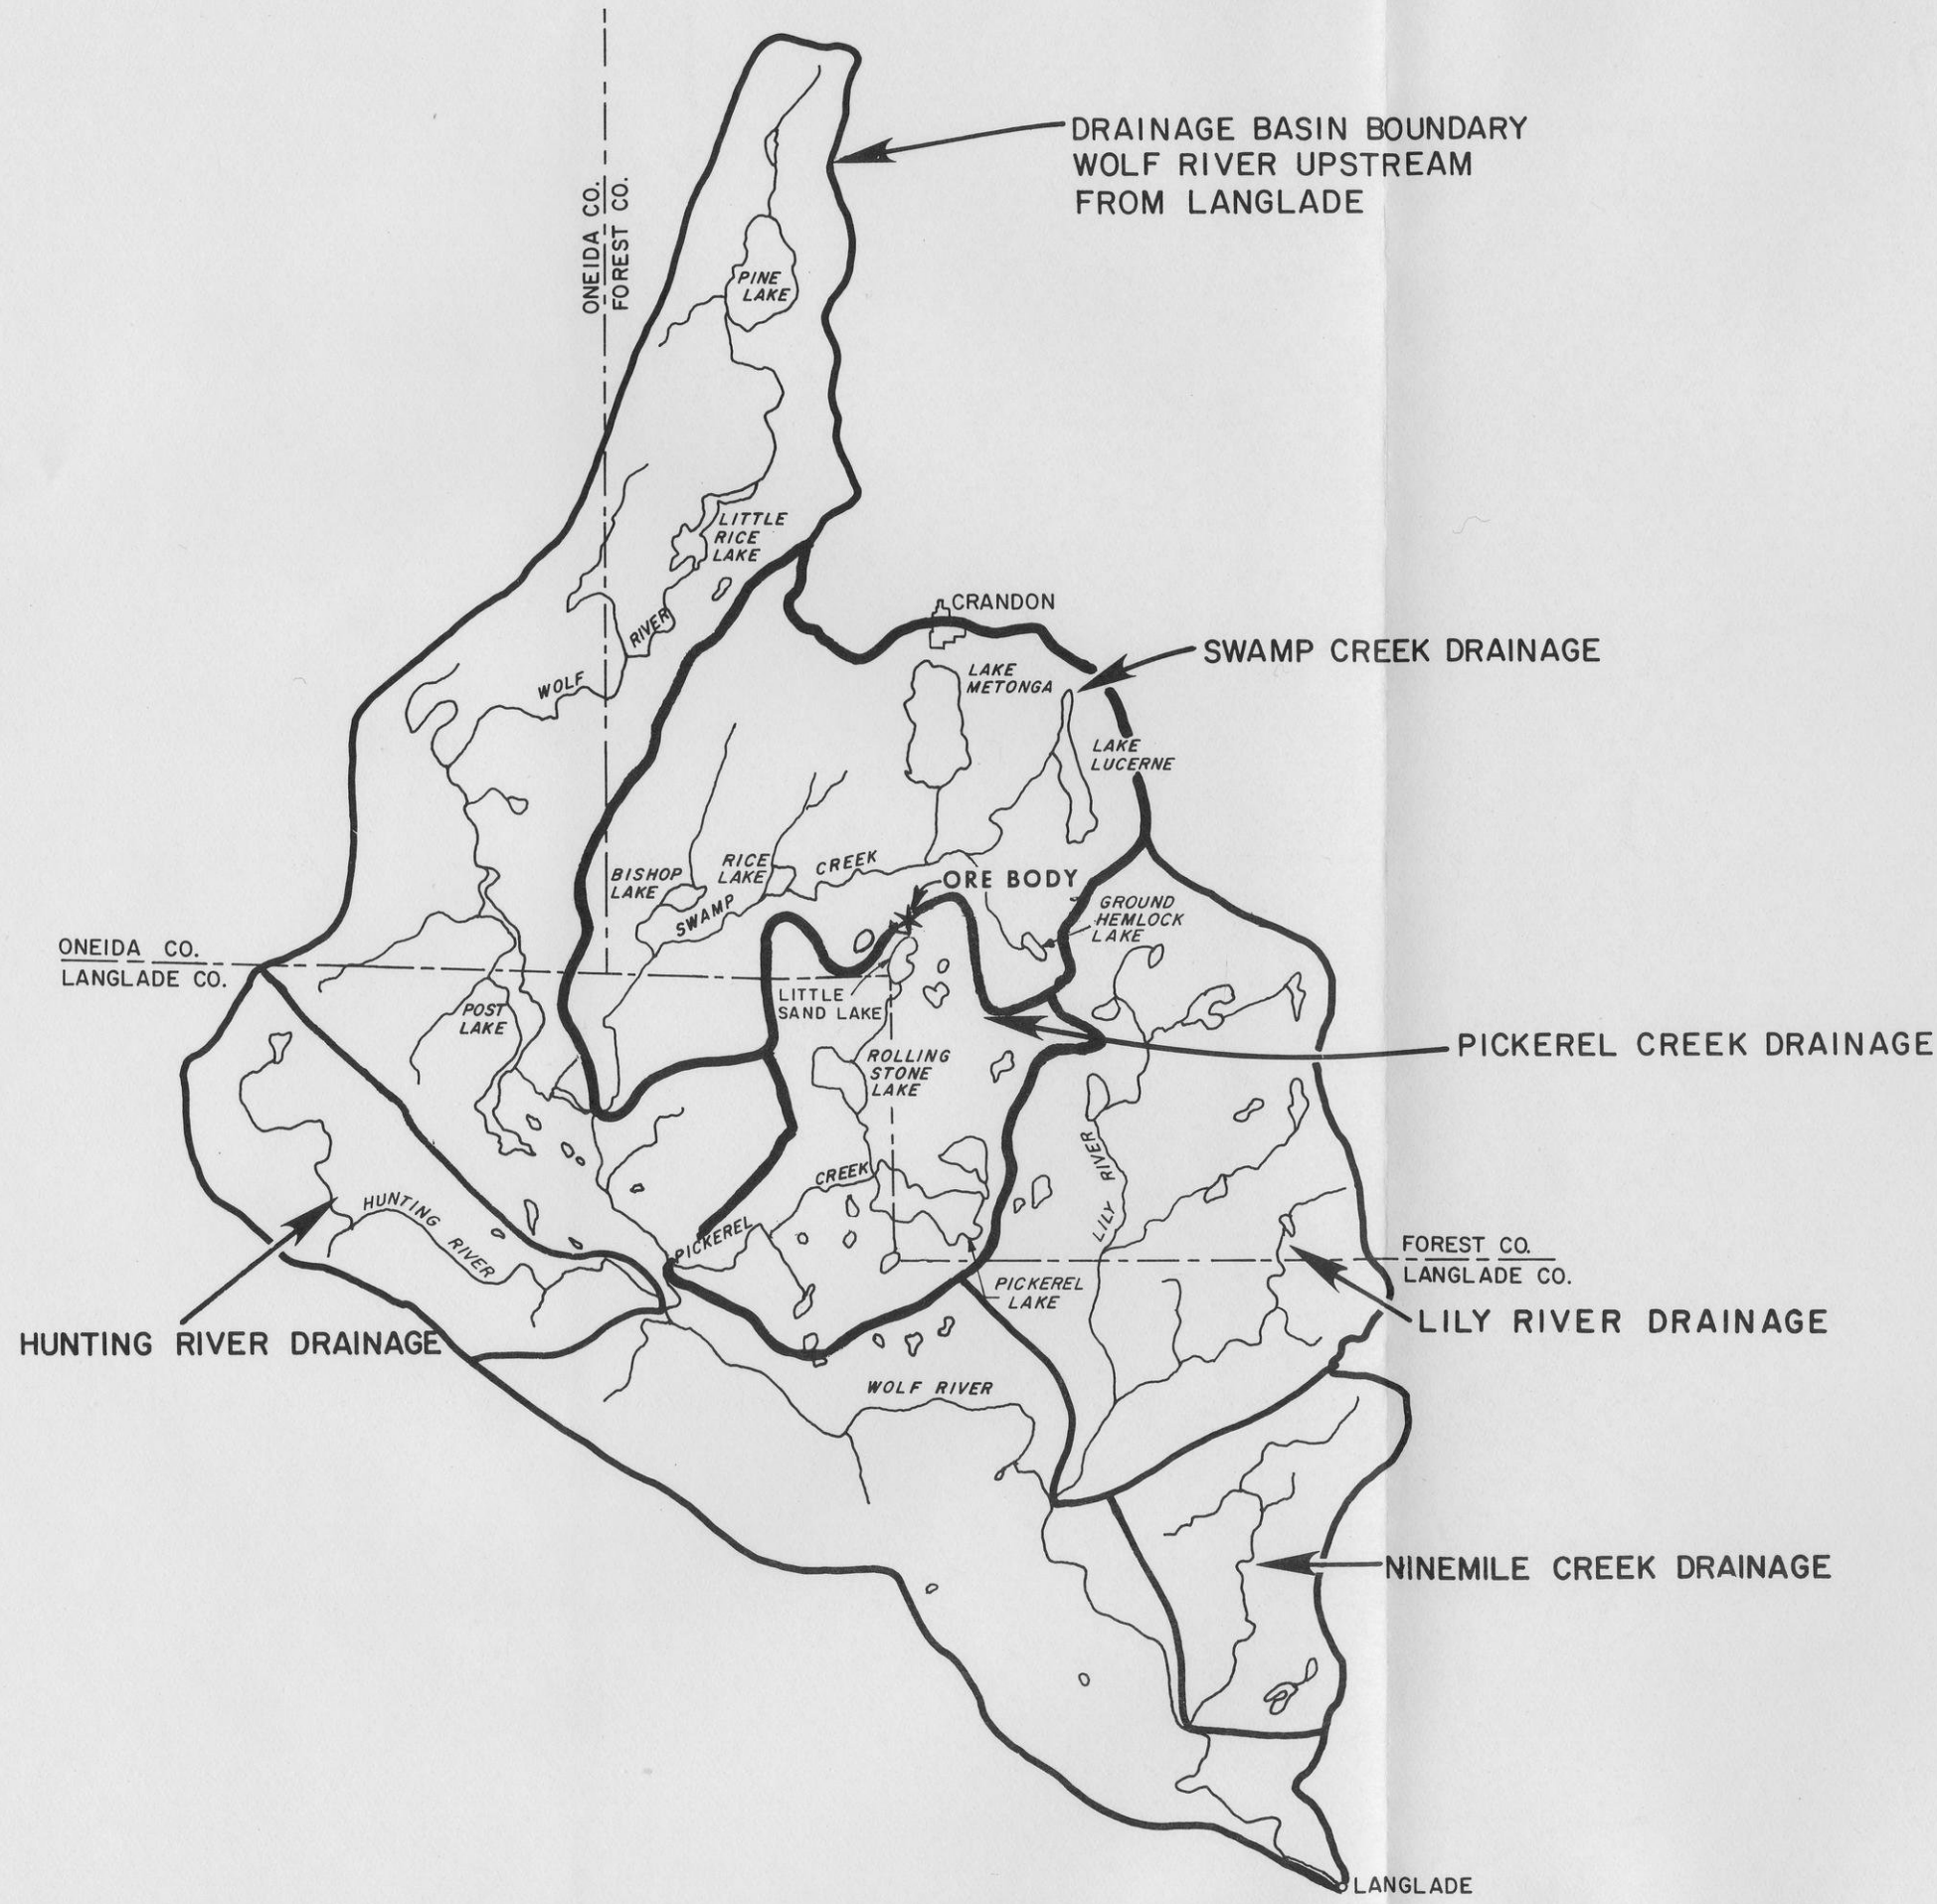 DRAINAGE BASIN BOUNDARY
WOLF RIVER UPSTREAM
FROM LANGLADE
ONEIDA CO.
FOREST CO.
PINE
LAKE
LITTLE
RICE
LAKE
RIVER
WOLF
CRANDON
SWAMP CREEK DRAINAGE
LAKE
METONGA
LAKE
LUCERNE
BISHOP
LAKE
RICE
LAKE
CREEK
SWAMP
ORE BODY
GROUND
HEMLOCK
LAKE
ONEIDA CO.
LANGLADE CO.
POST
LAKE
LITTLE
SAND LAKE
ROLLING
STONE
LAKE
PICKEREL CREEK DRAINAGE
LILY RIVER
CREEK
PICKEREL
HUNTING
RIVER
PICKEREL
LAKE
FOREST CO.
LANGLADE CO.
LILY RIVER DRAINAGE
HUNTING RIVER DRAINAGE
WOLF RIVER
NINEMILE CREEK DRAINAGE
LANGLADE